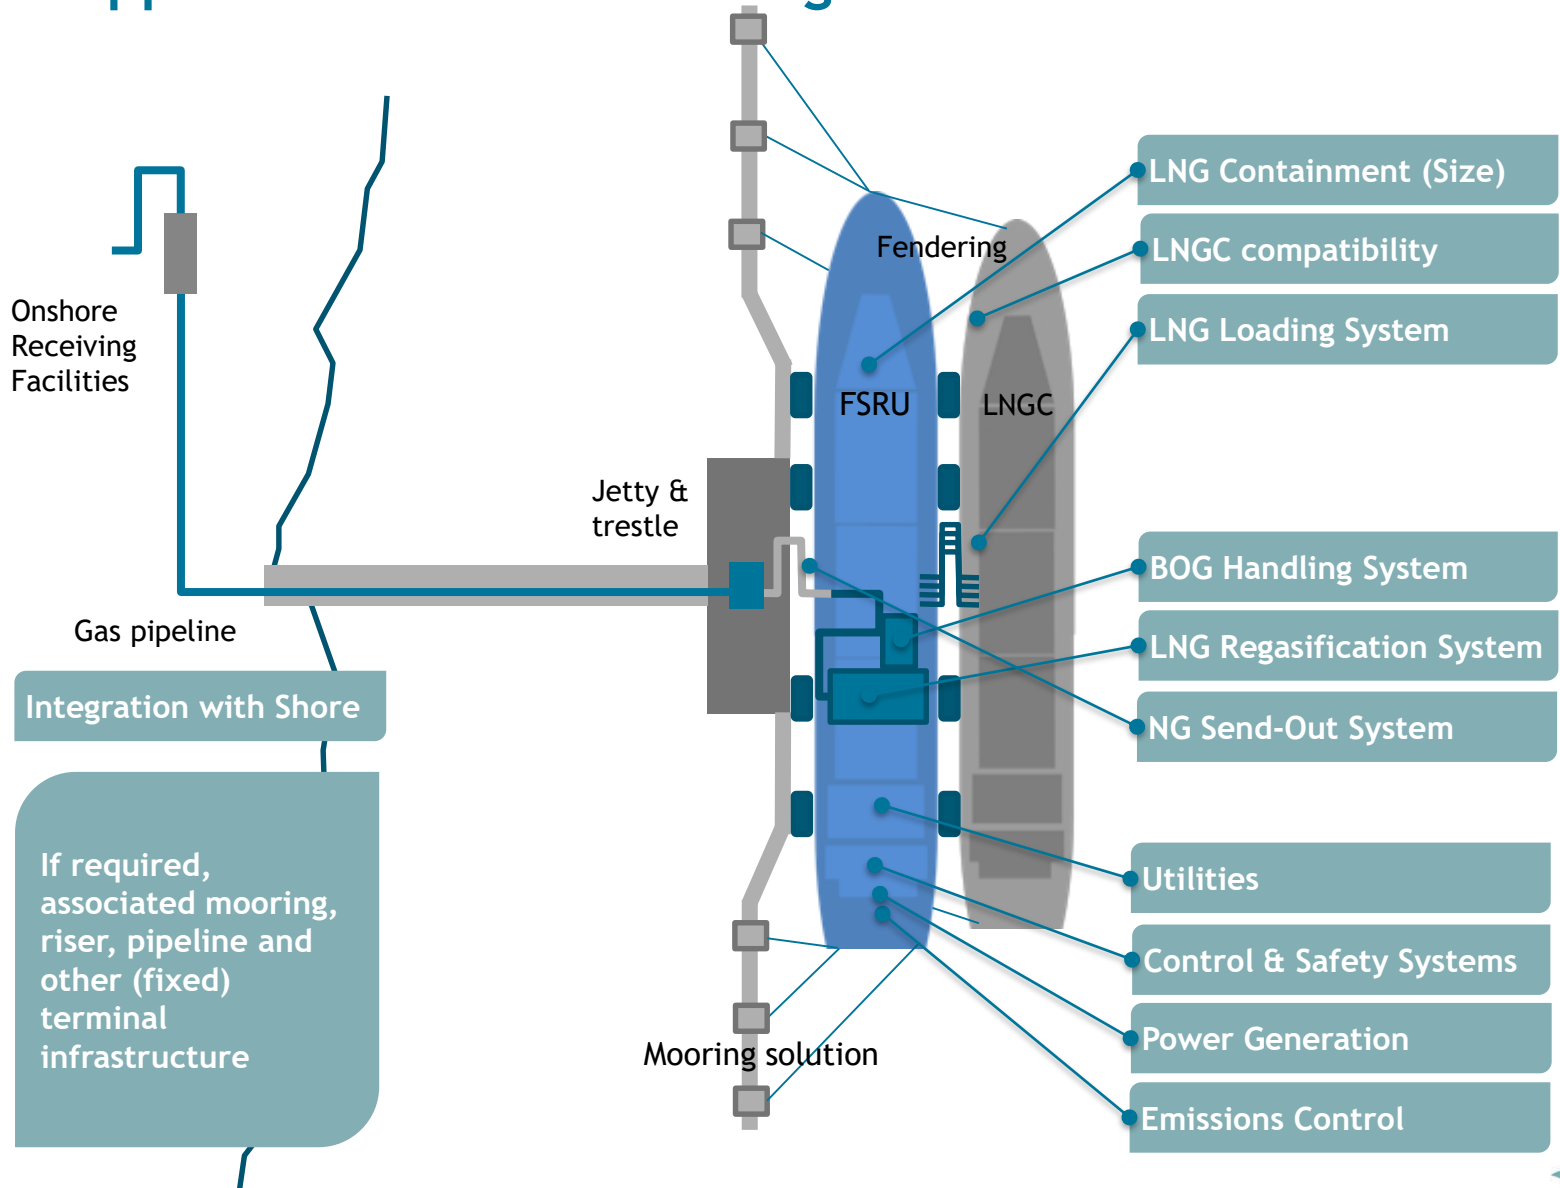 Fendering
LNG Containment (Size)
LNGC compatibility
LNG Loading System
Onshore
Receiving
Facilities
FSRU
LNGC
Jetty &
trestle
BOG Handling System
LNG Regasification System
NG Send-Out System
Gas pipeline
Integration with Shore
If required,
associated mooring,
riser, pipeline and
other (fixed)
terminal
infrastructure
Utilities
Control & Safety Systems
Power Generation
Emissions Control
Mooring solution